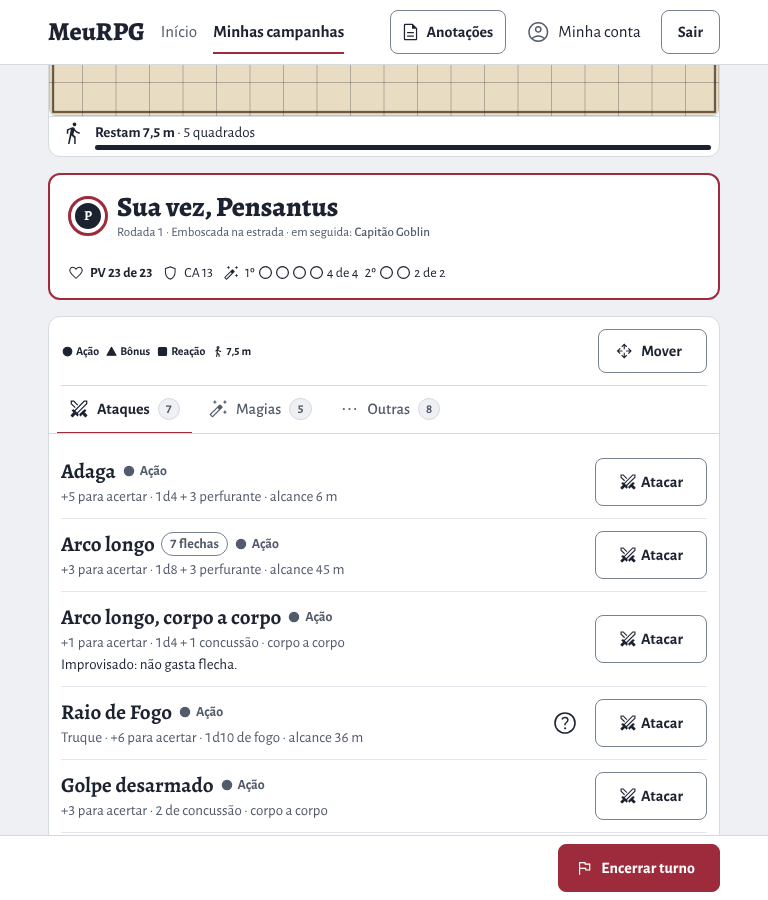 MeuRPG Início Minhas campanhas Anotações Minha conta Sair
Restam 7,5 m · 5 quadrados
P
Sua vez, Pensantus
Rodada 1 · Emboscada na estrada · em seguida: Capitão Goblin
PV 23 de 23 CA 13 1º 4 de 4 2º 2 de 2
Ação Bônus Reação 7,5 m Mover
Ataques 7 Magias 5 Outras 8
Adaga Ação
+5 para acertar · 1d4 + 3 perfurante · alcance 6 m
Atacar
Arco longo 7 flechas Ação
+3 para acertar · 1d8 + 3 perfurante · alcance 45 m
Atacar
Arco longo, corpo a corpo Ação
+1 para acertar · 1d4 + 1 concussão · corpo a corpo
Improvisado: não gasta flecha.
Atacar
Raio de Fogo Ação
Truque · +6 para acertar · 1d10 de fogo · alcance 36 m
? Atacar
Golpe desarmado Ação
+3 para acertar · 2 de concussão · corpo a corpo
Atacar
Encerrar turno